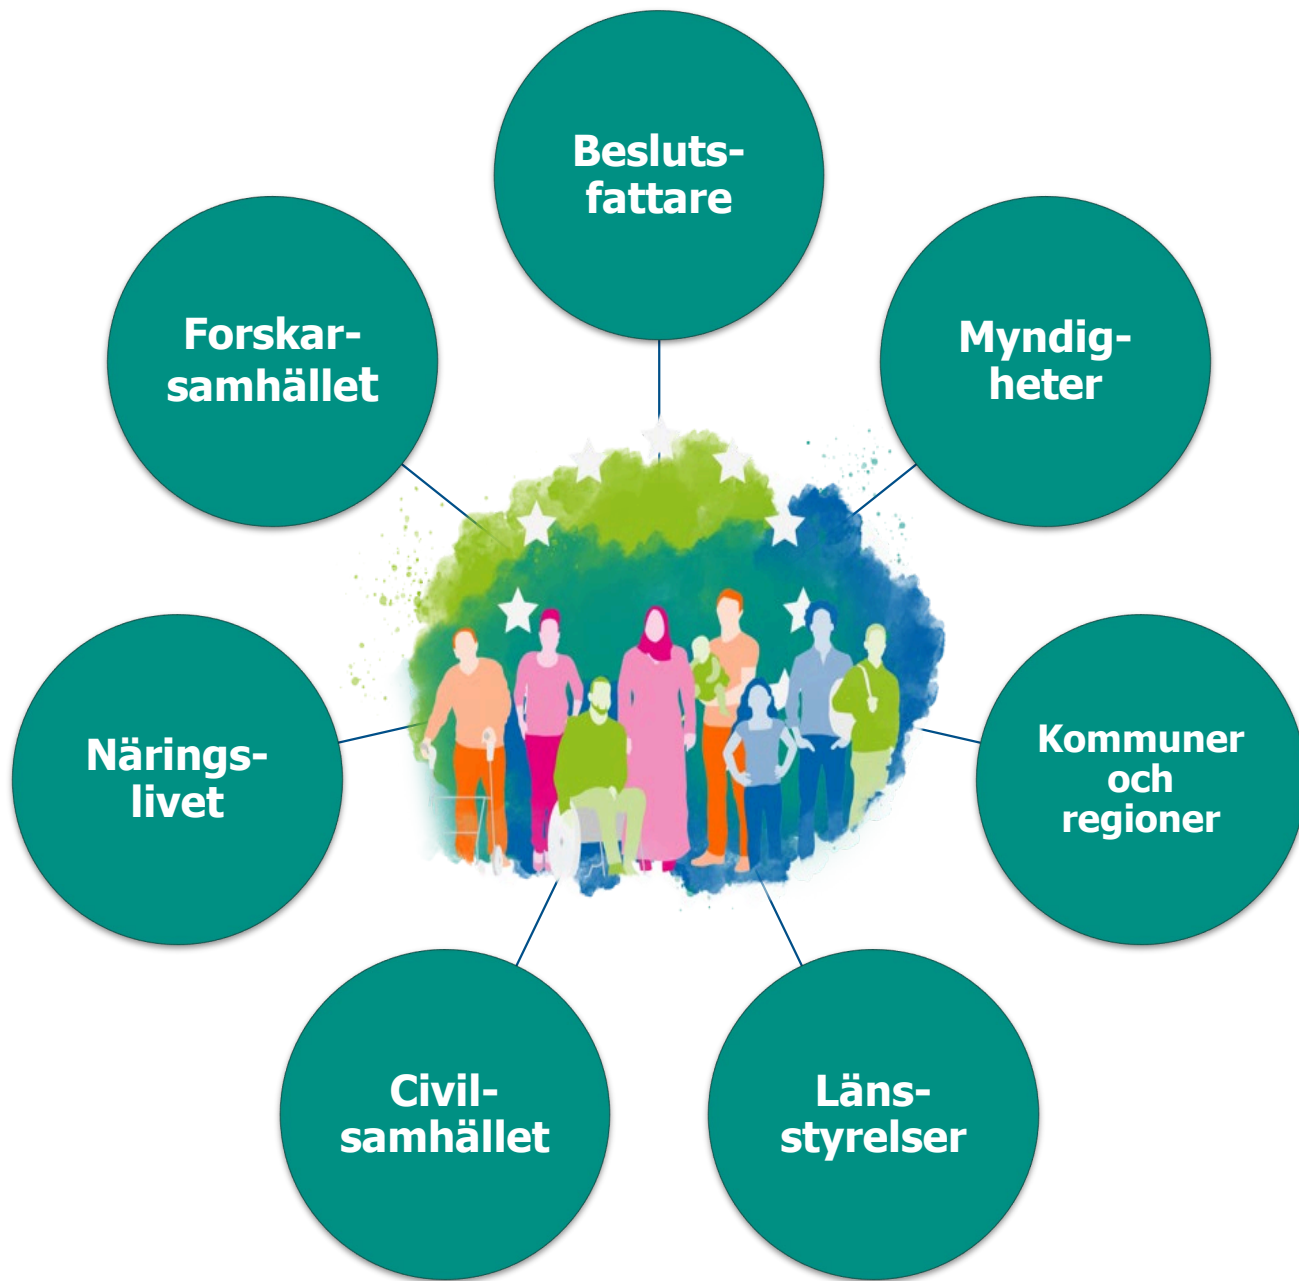 Besluts-
fattare
Myndig-
heter
Kommuner
och
regioner
Läns-
styrelser
Civil-
samhället
Närings-
livet
Forskar-
samhället